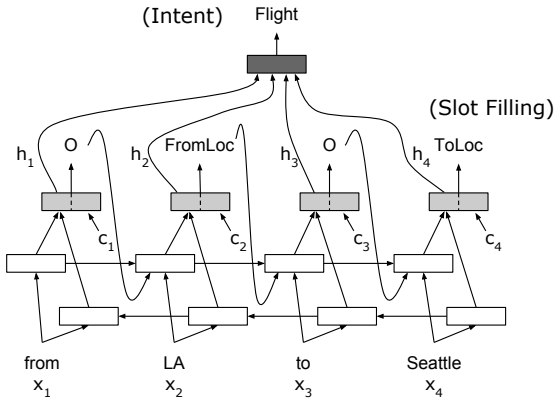 Flight
(Intent)
(Slot Filling)
O FromLoc O ToLoc
h1 h2 h3 h4
c1 c2 c3 c4
from LA to Seattle
x1 x2 x3 x4